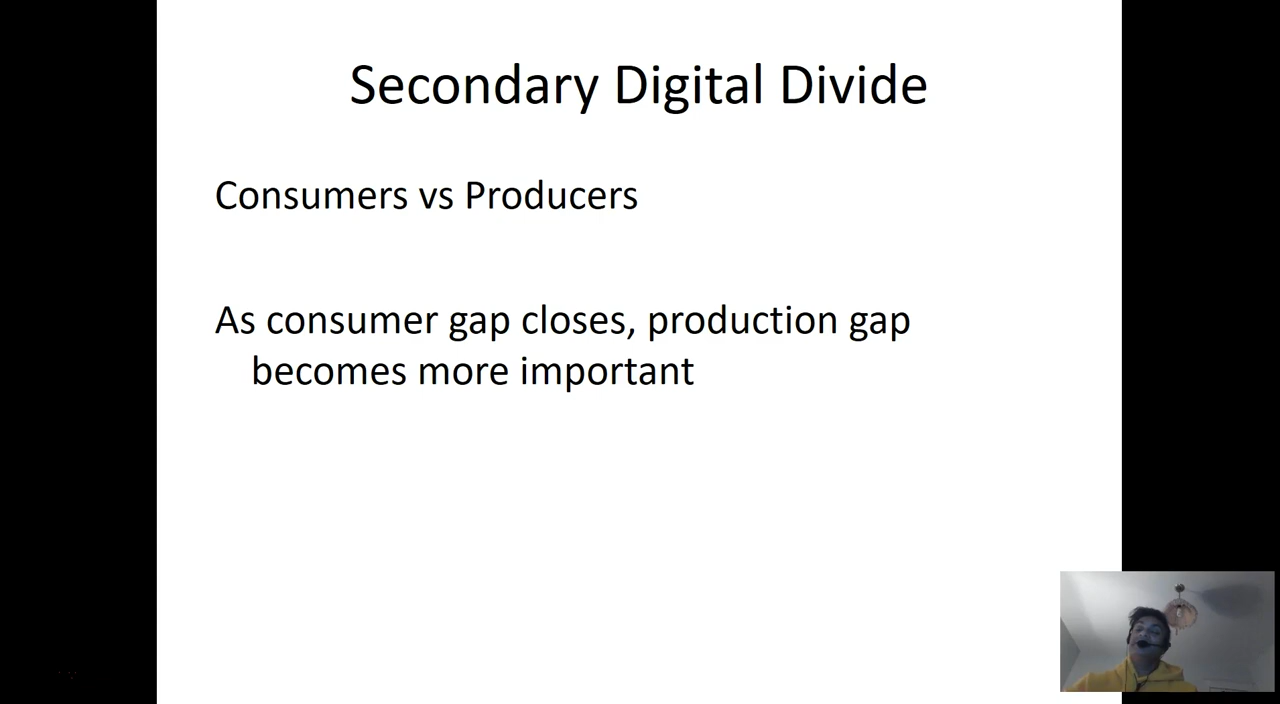 Secondary Digital Divide
Consumers vs Producers
As consumer gap closes, production gap
becomes more important